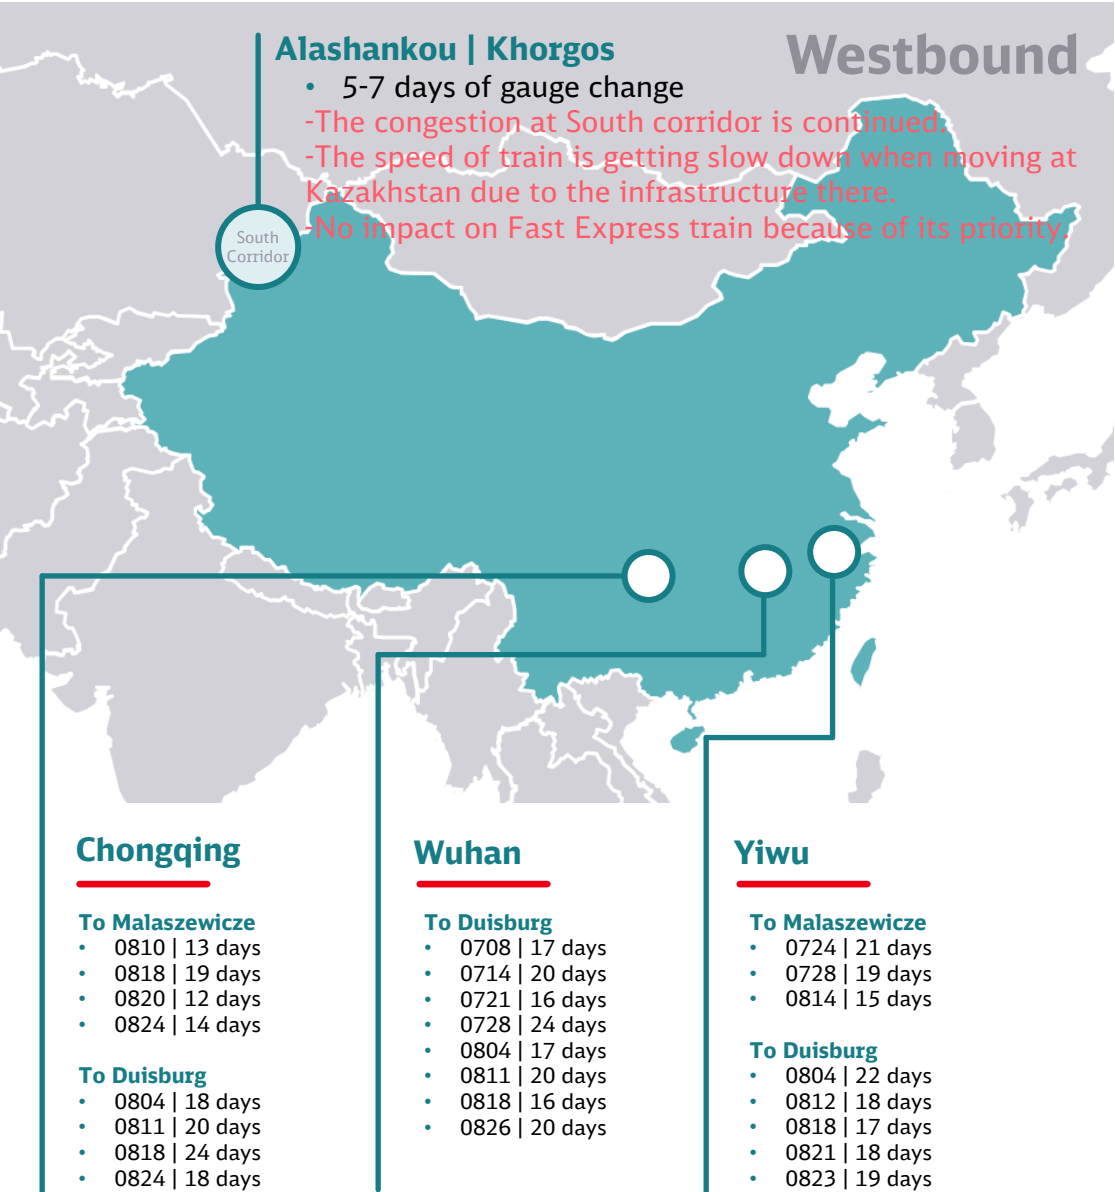 Westbound
Alashankou | Khorgos
• 5-7 days of gauge change
-The congestion at South corridor is continued.
-The speed of train is getting slow down when moving at
Kazakhstan due to the infrastructure there.
-No impact on Fast Express train because of its priority.
South
Corridor
Chongqing
To Malaszewicze
• 0810 | 13 days
• 0818 | 19 days
• 0820 | 12 days
• 0824 | 14 days
To Duisburg
• 0804 | 18 days
• 0811 | 20 days
• 0818 | 24 days
• 0824 | 18 days
Wuhan
To Duisburg
• 0708 | 17 days
• 0714 | 20 days
• 0721 | 16 days
• 0728 | 24 days
• 0804 | 17 days
• 0811 | 20 days
• 0818 | 16 days
• 0826 | 20 days
Yiwu
To Malaszewicze
• 0724 | 21 days
• 0728 | 19 days
• 0814 | 15 days
To Duisburg
• 0804 | 22 days
• 0812 | 18 days
• 0818 | 17 days
• 0821 | 18 days
• 0823 | 19 days